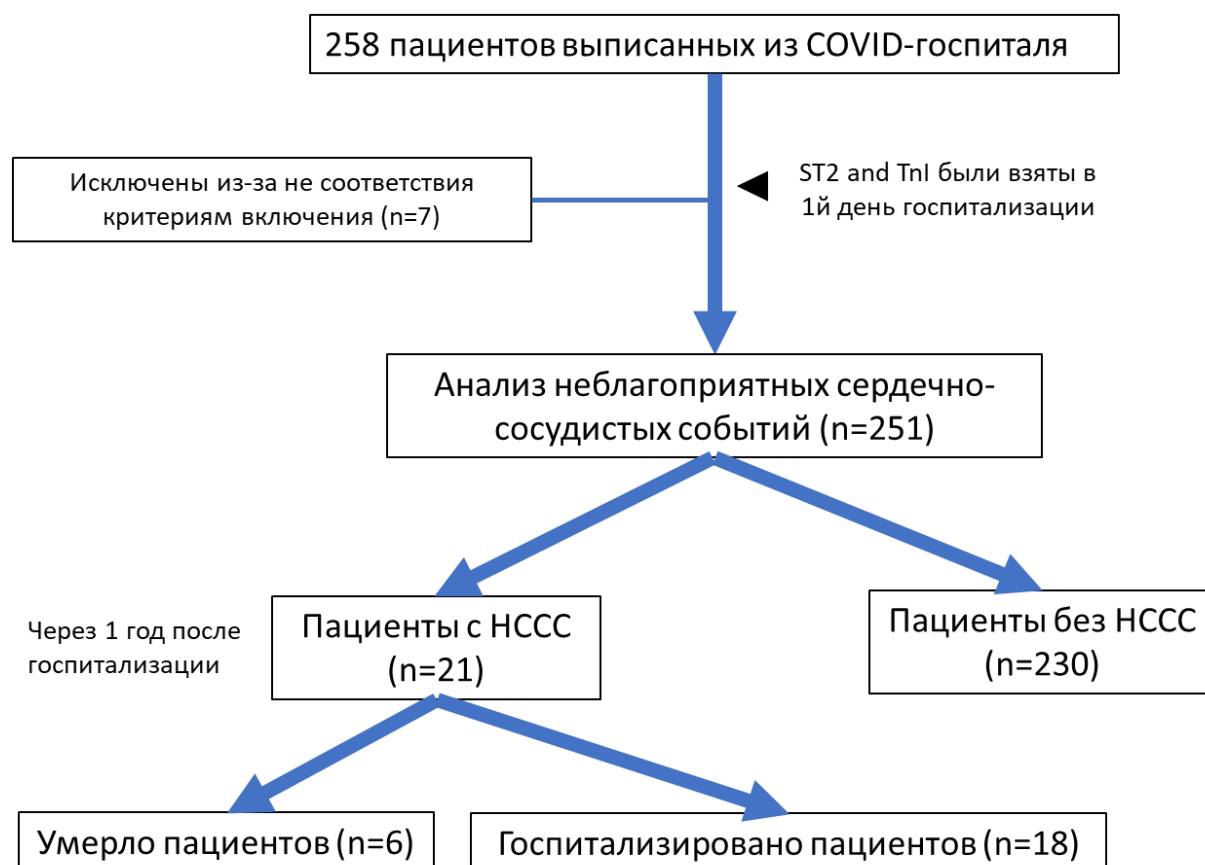 258 пациентов выписанных из COVID-госпиталя
Исключены из-за не соответствия
критериям включения (n=7)
ST2 and TnI были взяты в
1й день госпитализации
Анализ неблагоприятных сердечно-
сосудистых событий (n=251)
Через 1 год после
госпитализации
Пациенты с НССС
(n=21)
Пациенты без НССС
(n=230)
Умерло пациентов (n=6)
Госпитализировано пациентов (n=18)